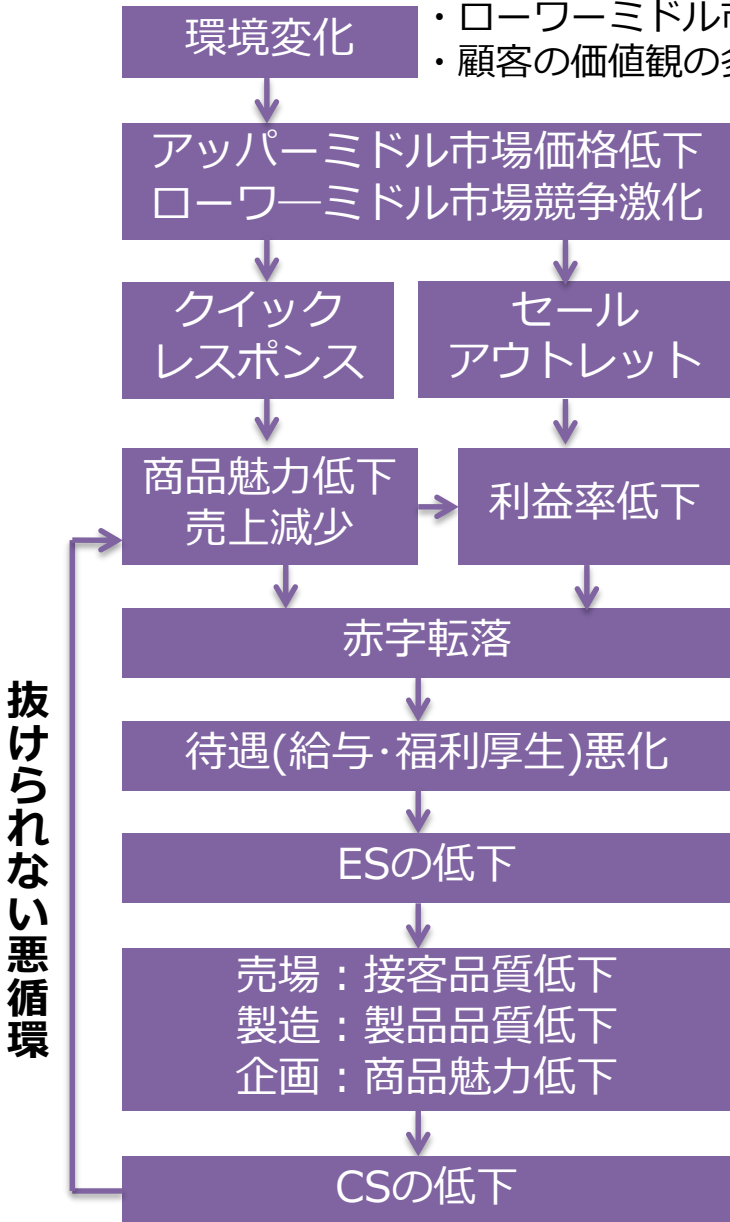 環境変化
・ローワーミドル
・顧客の価値観の
アッパーミドル市場価格低下
ローワ―ミドル市場競争激化
クイック
レスポンス
セール
アウトレット
商品魅力低下
売上減少
利益率低下
赤字転落
待遇(給与･福利厚生)悪化
ESの低下
売場：接客品質低下
製造：製品品質低下
企画：商品魅力低下
CSの低下
抜けられない悪循環